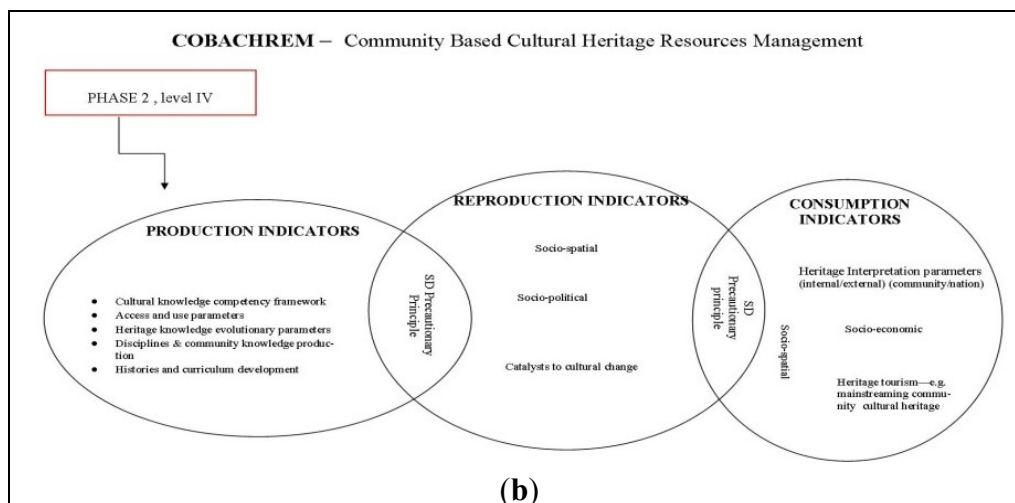 COBACHREM – Community Based Cultural Heritage Resources Management
PHASE 2 , level IV
PRODUCTION INDICATORS
● Cultural knowledge competency framework
● Access and use parameters
● Heritage knowledge evolutionary parameters
● Disciplines & community knowledge produc-
tion
● Histories and curriculum development
SD Precautionary
Principle
REPRODUCTION INDICATORS
Socio-spatial
Socio-political
Catalysts to cultural change
SD
Precautionary
principle
CONSUMPTION
INDICATORS
Heritage Interpretation parameters
(internal/external) (community/nation)
Socio-spatial
Socio-economic
Heritage tourism—e.g.
mainstreaming commu-
nity cultural heritage
(b)